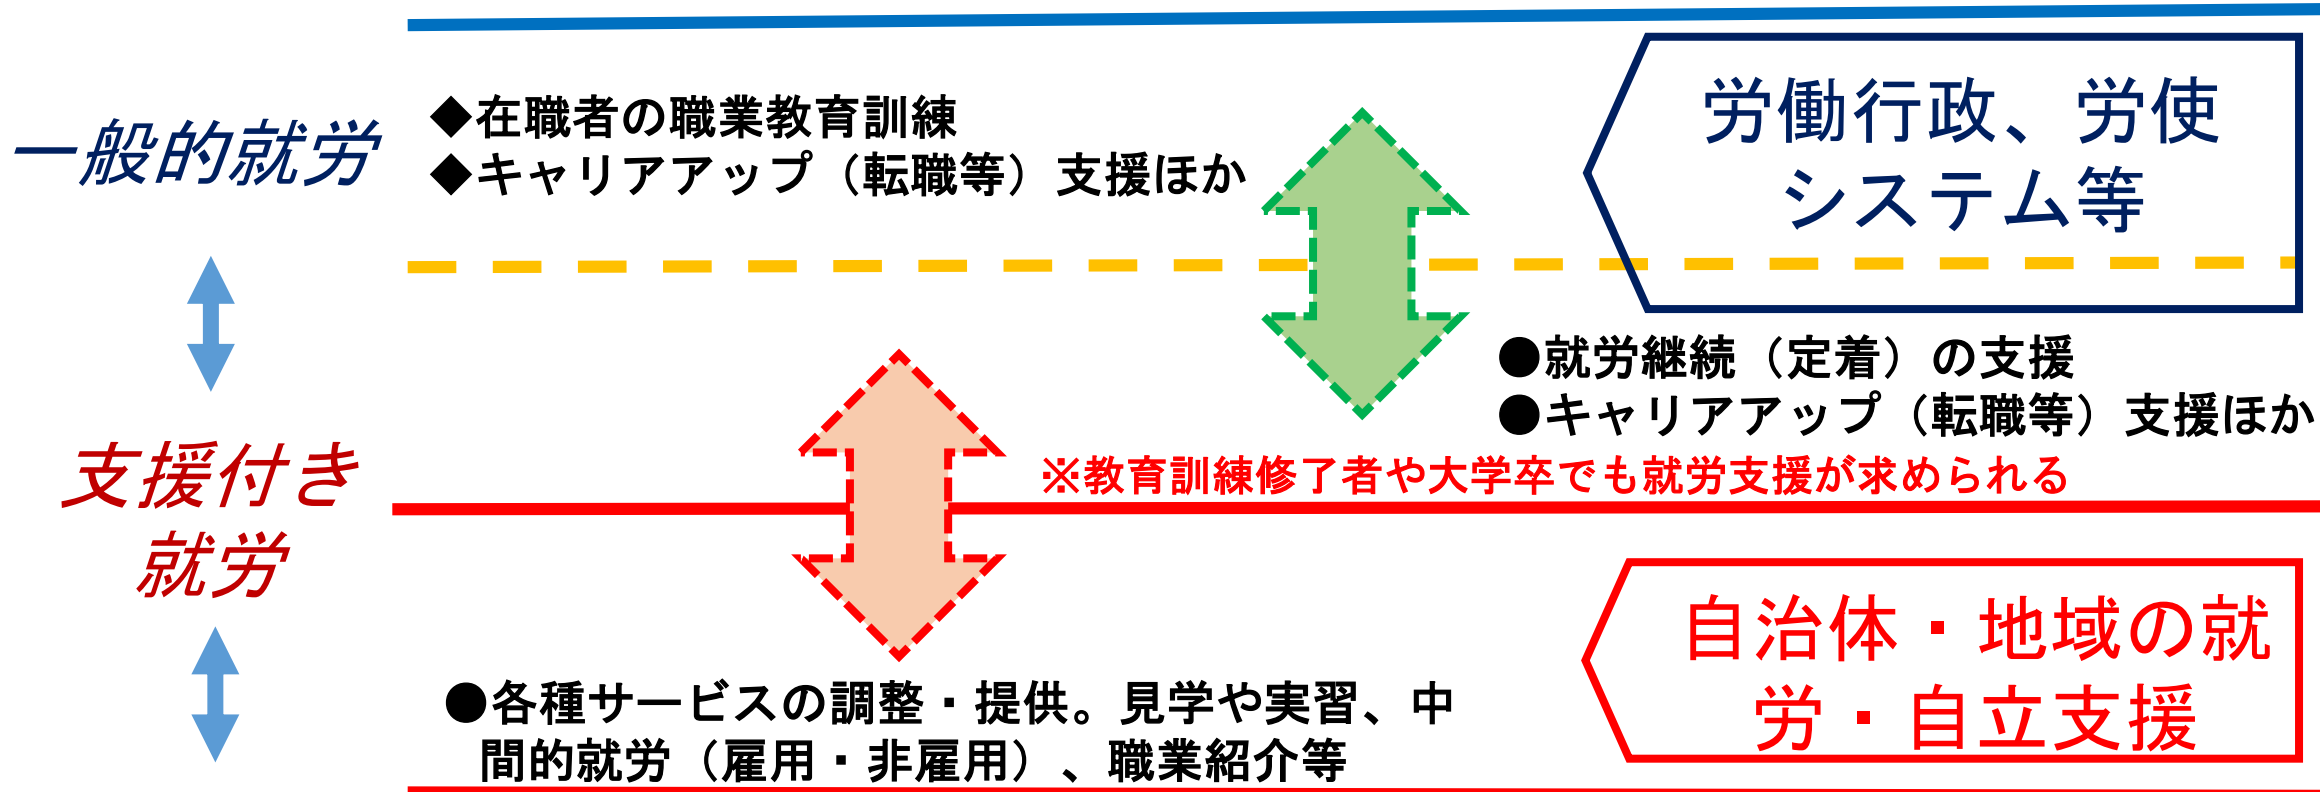 一般的就労
◆在職者の職業教育訓練
◆キャリアアップ（転職等）支援ほか
労働行政、労使
システム等
●就労継続（定着）の支援
●キャリアアップ（転職等）支援ほか
※教育訓練修了者や大学卒でも就労支援が求められる
支援付き
就労
自治体・地域の就
労・自立支援
●各種サービスの調整・提供。見学や実習、中
間的就労（雇用・非雇用）、職業紹介等